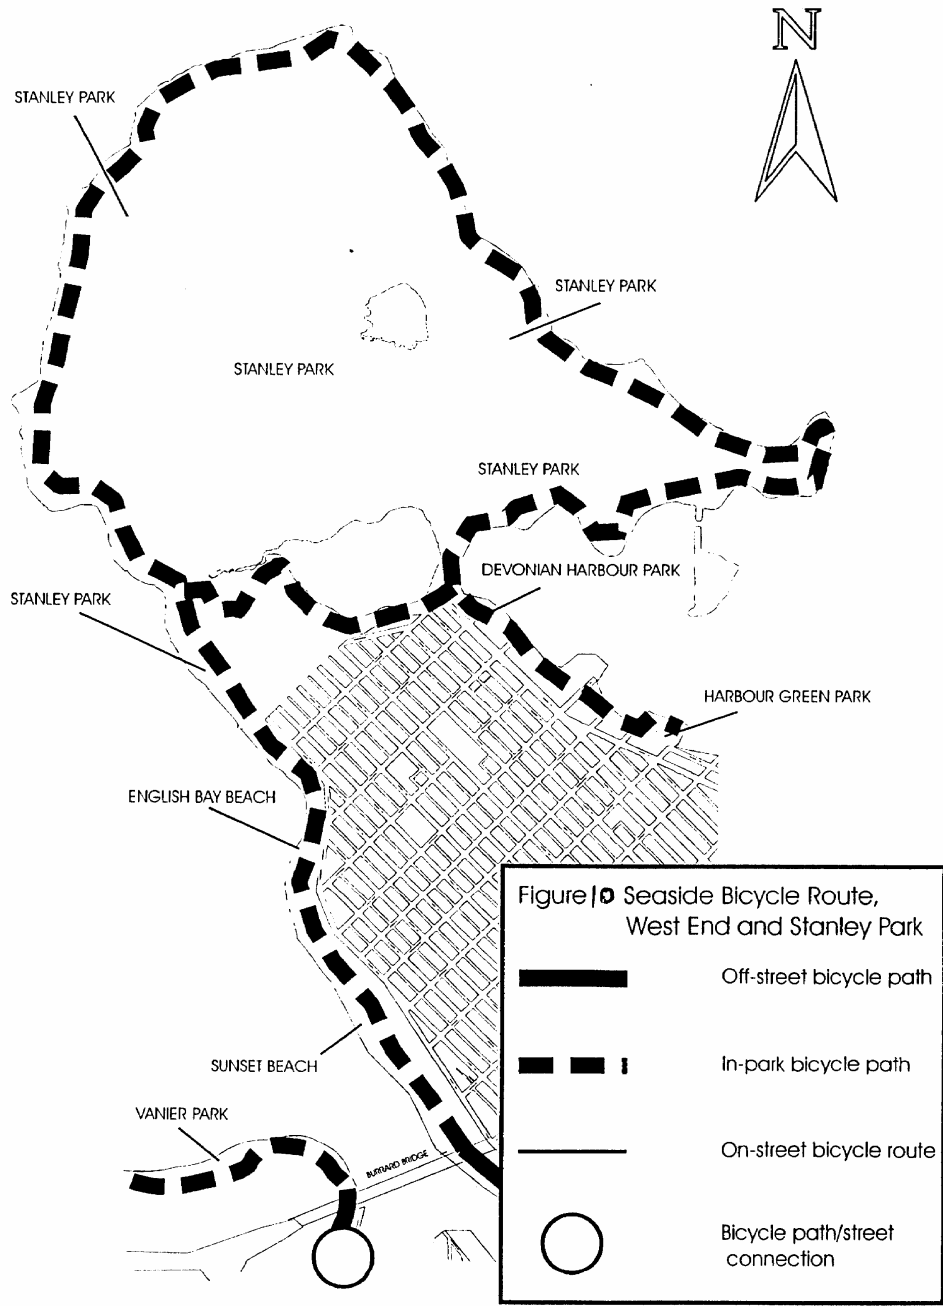 N
STANLEY PARK
STANLEY PARK
STANLEY PARK
STANLEY PARK
DEVONIAN HARBOUR PARK
STANLEY PARK
HARBOUR GREEN PARK
ENGLISH BAY BEACH
Figure 10 Seaside Bicycle Route,
West End and Stanley Park
Off-street bicycle path
SUNSET BEACH
In-park bicycle path
VANIER PARK
BURRARD BRIDGE
On-street bicycle route
Bicycle path/street
connection